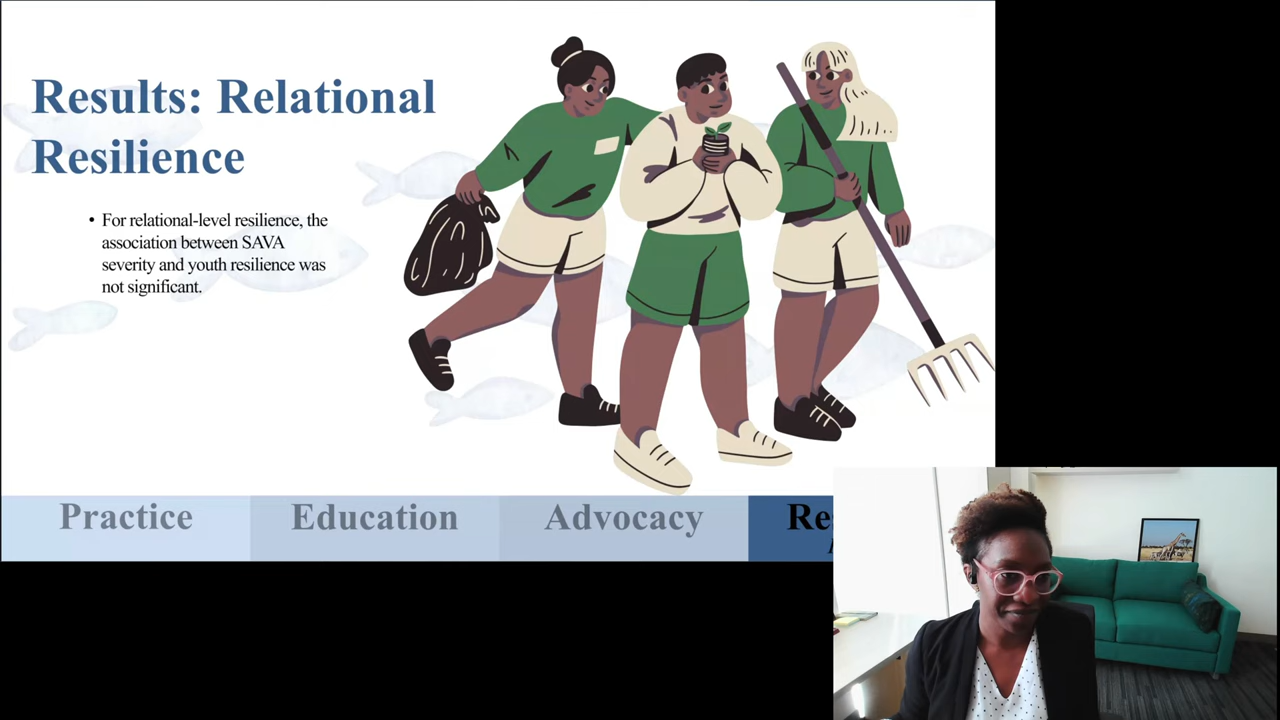 Results: Relational
Resilience
• For relational-level resilience, the
association between SAVA
severity and youth resilience was
not significant.
Practice
Education
Advocacy